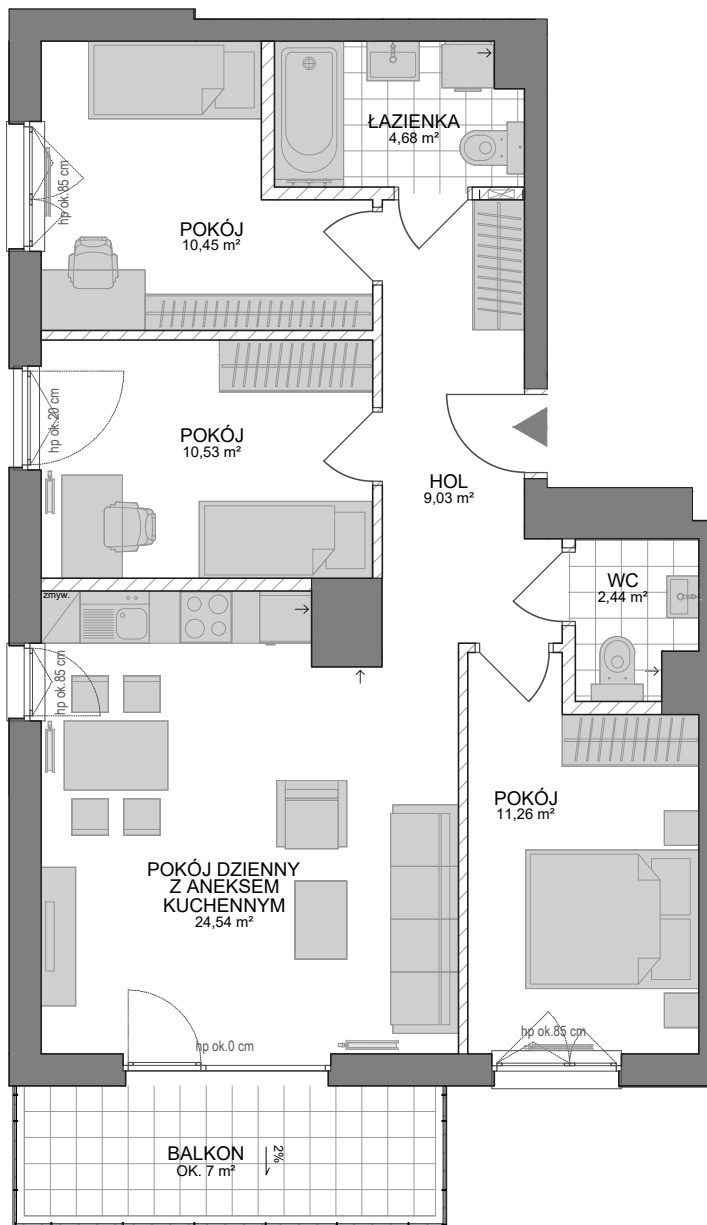 ŁAZIENKA
4,68 m²
hp ok.85 cm
POKÓJ
10,45 m²
hp ok.20 cm
POKÓJ
10,53 m²
HOL
9,03 m²
WC
2,44 m²
zmyw.
hp ok.85 cm
POKÓJ
11,26 m²
POKÓJ DZIENNY
Z ANEKSEM
KUCHENNYM
24,54 m²
hp ok.0 cm
hp ok.85 cm
BALKON
OK. 7 m²
2%